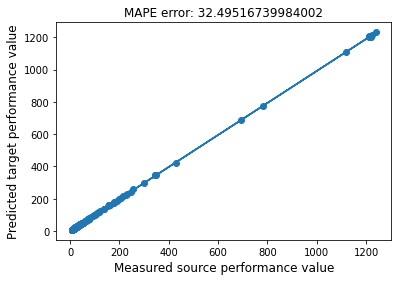 MAPE error: 32.49516739984002
Predicted target performance value
1200
1000
800
600
400
200
0
0 200 400 600 800 1000 1200
Measured source performance value